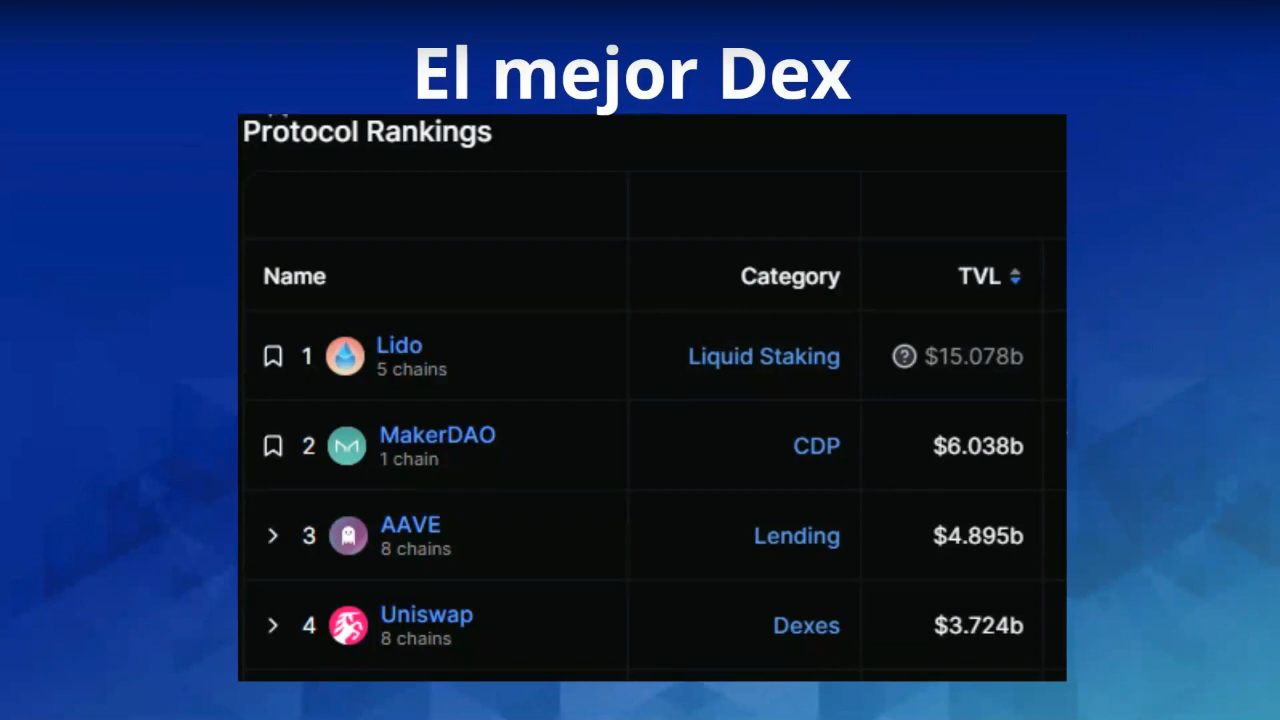 El mejor Dex
Protocol Rankings
Name Category TVL
1 Lido Liquid Staking $15.078b
5 chains
2 MakerDAO CDP $6.038b
1 chain
3 AAVE Lending $4.895b
8 chains
4 Uniswap Dexes $3.724b
8 chains